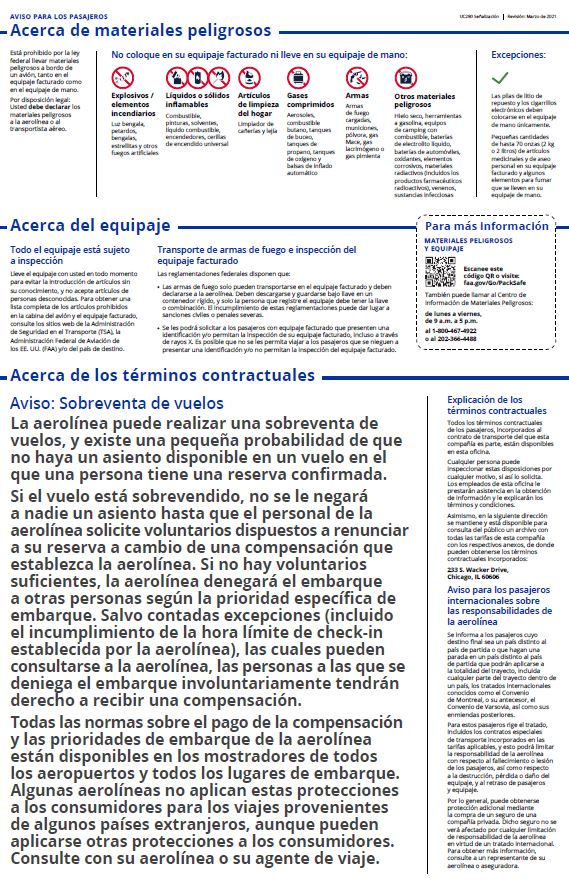 AVISO PARA LOS PASAJEROS
UC280 Señalización | Revisión: Marzo de 2021
Acerca de materiales peligrosos
Está prohibido por la ley
federal llevar materiales
peligrosos a bordo de
un avión, tanto en el
equipaje facturado como
en el equipaje de mano.
Por disposición legal:
Usted debe declarar los
materiales peligrosos
a la aerolínea o al
transportista aéreo.
No coloque en su equipaje facturado ni lleve en su equipaje de mano:
Explosivos /
elementos
incendiarios
Luz bengala,
petardos,
bengalas,
estrellitas y otros
fuegos artificiales
Líquidos o sólidos
inflamables
Combustible,
pinturas, solventes,
líquido combustible,
encendedores, cerillas
de encendido universal
Artículos
de limpieza
del hogar
Limpiador de
cañerías y lejía
Gases
comprimidos
Aerosoles,
combustible
butano, tanques
de buceo,
tanques de
propano, tanques
de oxígeno y
balsas de inflado
automático
Armas
Armas
de fuego
cargadas,
municiones,
pólvora, gas
Mace, gas
lacrimógeno o
gas pimienta
Otros materiales
peligrosos
Hielo seco, herramientas
a gasolina, equipos
de camping con
combustible, baterías
de electrolito líquido,
baterías de automóviles,
oxidantes, elementos
corrosivos, materiales
radiactivos (incluidos los
productos farmacéuticos
radioactivos), venenos,
sustancias infecciosas
Excepciones:
Las pilas de litio de
repuesto y los cigarrillos
electrónicos deben
colocarse en el equipaje
de mano únicamente.
Pequeñas cantidades
de hasta 70 onzas (2 kg
o 2 litros) de artículos
medicinales y de aseo
personal en su equipaje
facturado y algunos
elementos para fumar
que se lleven en su
equipaje de mano.
Acerca del equipaje
Todo el equipaje está sujeto
a inspección
Lleve el equipaje con usted en todo momento
para evitar la introducción de artículos sin
su conocimiento, y no acepte artículos de
personas desconocidas. Para obtener una
lista completa de los artículos prohibidos
en la cabina del avión y el equipaje facturado,
consulte los sitios web de la Administración
de Seguridad en el Transporte (TSA), la
Administración Federal de Aviación de
los EE. UU. (FAA) y/o del país de destino.
Transporte de armas de fuego e inspección del
equipaje facturado
Las reglamentaciones federales disponen que:
• Las armas de fuego solo pueden transportarse en el equipaje facturado y deben
declararse a la aerolínea. Deben descargarse y guardarse bajo llave en un
contenedor rígido, y solo la persona que registre el equipaje debe tener la llave
o combinación. El incumplimiento de estas reglamentaciones puede dar lugar a
sanciones civiles o penales severas.
• Se les podrá solicitar a los pasajeros con equipaje facturado que presenten una
identificación y/o permitan la inspección de su equipaje facturado, incluso a través
de rayos X. Es posible que no se les permita viajar a los pasajeros que se nieguen a
presentar una identificación y/o no permitan la inspección del equipaje facturado.
Para más Información
MATERIALES PELIGROSOS
Y EQUIPAJE
Escanee este
código QR o visite:
faa.gov/Go/PackSafe
También puede llamar al Centro de
Información de Materiales Peligrosos:
de lunes a viernes,
de 9 a.m. a 5 p.m.
al 1-800-467-4922
o al 202-366-4488
Acerca de los términos contractuales
Aviso: Sobreventa de vuelos
La aerolínea puede realizar una sobreventa de
vuelos, y existe una pequeña probabilidad de que
no haya un asiento disponible en un vuelo en el
que una persona tiene una reserva confirmada.
Si el vuelo está sobrevendido, no se le negará
a nadie un asiento hasta que el personal de la
aerolínea solicite voluntarios dispuestos a renunciar
a su reserva a cambio de una compensación que
establezca la aerolínea. Si no hay voluntarios
suficientes, la aerolínea denegará el embarque
a otras personas según la prioridad específica de
embarque. Salvo contadas excepciones (incluido
el incumplimiento de la hora límite de check-in
establecida por la aerolínea), las cuales pueden
consultarse a la aerolínea, las personas a las que se
deniega el embarque involuntariamente tendrán
derecho a recibir una compensación.
Todas las normas sobre el pago de la compensación
y las prioridades de embarque de la aerolínea
están disponibles en los mostradores de todos
los aeropuertos y todos los lugares de embarque.
Algunas aerolíneas no aplican estas protecciones
a los consumidores para los viajes provenientes
de algunos países extranjeros, aunque pueden
aplicarse otras protecciones a los consumidores.
Consulte con su aerolínea o su agente de viaje.
Explicación de los
términos contractuales
Todos los términos contractuales
de los pasajeros, incorporados al
contrato de transporte del que esta
compañía es parte, están disponibles
en esta oficina.
Cualquier persona puede
inspeccionar estas disposiciones por
cualquier motivo, si así lo solicita.
Los empleados de esta oficina le
prestarán asistencia en la obtención
de información y le explicarán los
términos y condiciones.
Asimismo, en la siguiente dirección
se mantiene y está disponible para
consulta del público un archivo con
todas las tarifas de esta compañía
con los respectivos anexos, de donde
pueden obtenerse los términos
contractuales incorporados:
233 S. Wacker Drive,
Chicago, IL 60606
Aviso para los pasajeros
internacionales sobre
las responsabilidades de
la aerolínea
Se informa a los pasajeros cuyo
destino final sea un país distinto al
país de partida o que hagan una
parada en un país distinto al país
de partida que podrán aplicarse a
la totalidad del trayecto, incluida
cualquier parte del trayecto dentro de
un país, los tratados internacionales
conocidos como el Convenio
de Montreal, o su antecesor, el
Convenio de Varsovia, así como sus
enmiendas posteriores.
Para estos pasajeros rige el tratado,
incluidos los contratos especiales
de transporte incorporados en las
tarifas aplicables, y esto podrá limitar
la responsabilidad de la aerolínea
con respecto al fallecimiento o lesión
de los pasajeros, así como respecto
a la destrucción, pérdida o daño del
equipaje, y al retraso de pasajeros
y equipaje.
Por lo general, puede obtenerse
protección adicional mediante
la compra de un seguro de una
compañía privada. Dicho seguro no se
verá afectado por cualquier limitación
de responsabilidad de la aerolínea
en virtud de un tratado internacional.
Para obtener más información,
consulte a un representante de su
aerolínea o aseguradora.